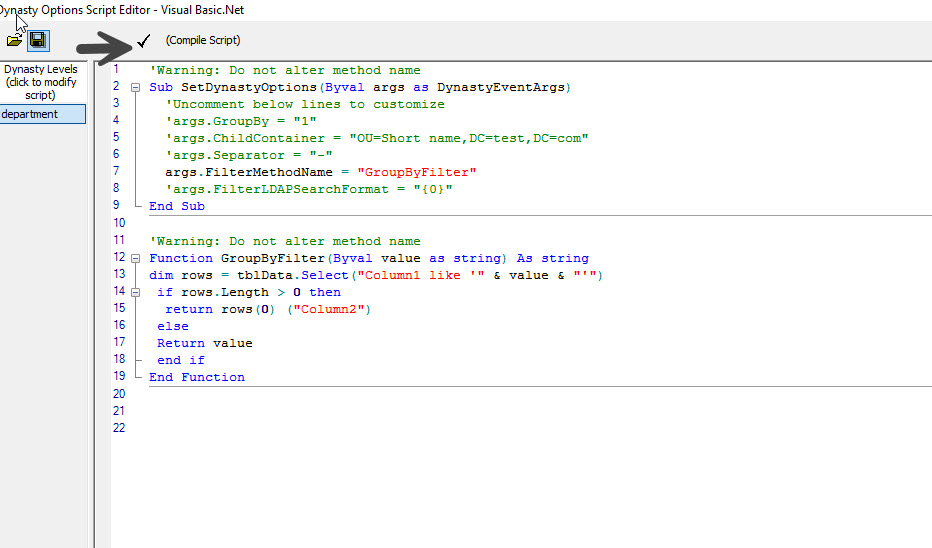 Dynasty Options Script Editor - Visual Basic.Net
(Compile Script)
Dynasty Levels
(click to modify
script)
department
1 'Warning: Do not alter method name
2 Sub SetDynastyOptions(Byval args as DynastyEventArgs)
3 'Uncomment below lines to customize
4 'args.GroupBy = "1"
5 'args.ChildContainer = "OU=Short name,DC=test,DC=com"
6 'args.Separator = "-"
7 args.FilterMethodName = "GroupByFilter"
8 'args.FilterLDAPSearchFormat = "{0}"
9 End Sub
10
11 'Warning: Do not alter method name
12 Function GroupByFilter(Byval value as string) As string
13 dim rows = tblData.Select("Column1 like '" & value & "'")
14 if rows.Length > 0 then
15 return rows(0) ("Column2")
16 else
17 Return value
18 end if
19 End Function
20
21
22